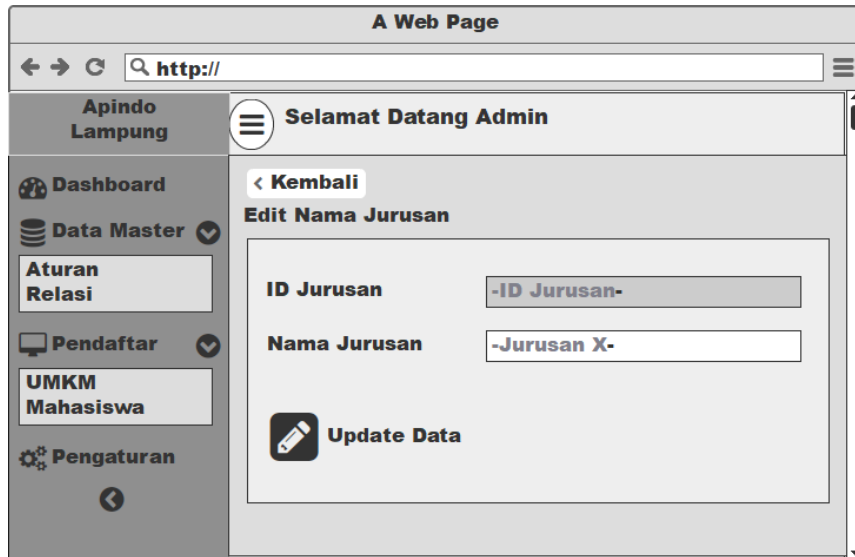 A Web Page
http://
Apindo
Lampung
Selamat Datang Admin
Dashboard
Data Master
Aturan
Relasi
Pendaftar
UMKM
Mahasiswa
Pengaturan
< Kembali
Edit Nama Jurusan
ID Jurusan
-ID Jurusan-
Nama Jurusan
-Jurusan X-
Update Data